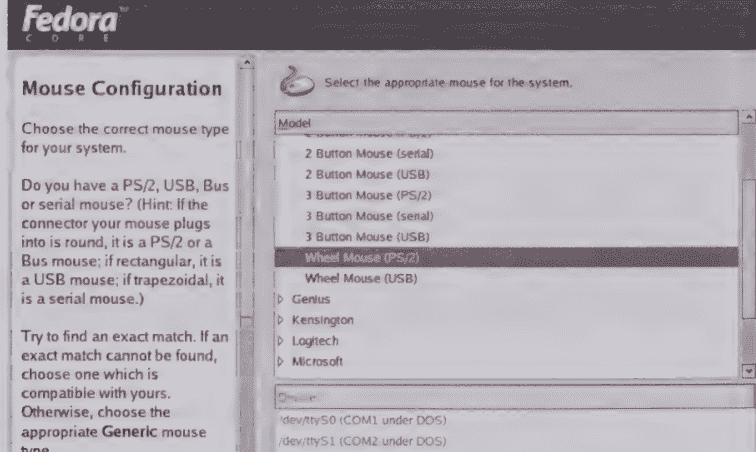 Fedora
CORE
Mouse Configuration
Choose the correct mouse type
for your system.
Do you have a PS/2, USB, Bus
or serial mouse? (Hint: If the
connector your mouse plugs
into is round, it is a PS/2 or a
Bus mouse; if rectangular, it is
a USB mouse; if trapezoidal, it
is a serial mouse.)
Try to find an exact match. If an
exact match cannot be found,
choose one which is
compatible with yours.
Otherwise, choose the
appropriate Generic mouse
type
Select the appropriate mouse for the system.
Model
2 Button Mouse (PS/2)
2 Button Mouse (serial)
2 Button Mouse (USB)
3 Button Mouse (PS/2)
3 Button Mouse (serial)
3 Button Mouse (USB)
Wheel Mouse (PS/2)
Wheel Mouse (USB)
Genius
Kensington
Logitech
Microsoft
/dev/ttyS0 (COM1 under DOS)
/dev/ttyS1 (COM2 under DOS)